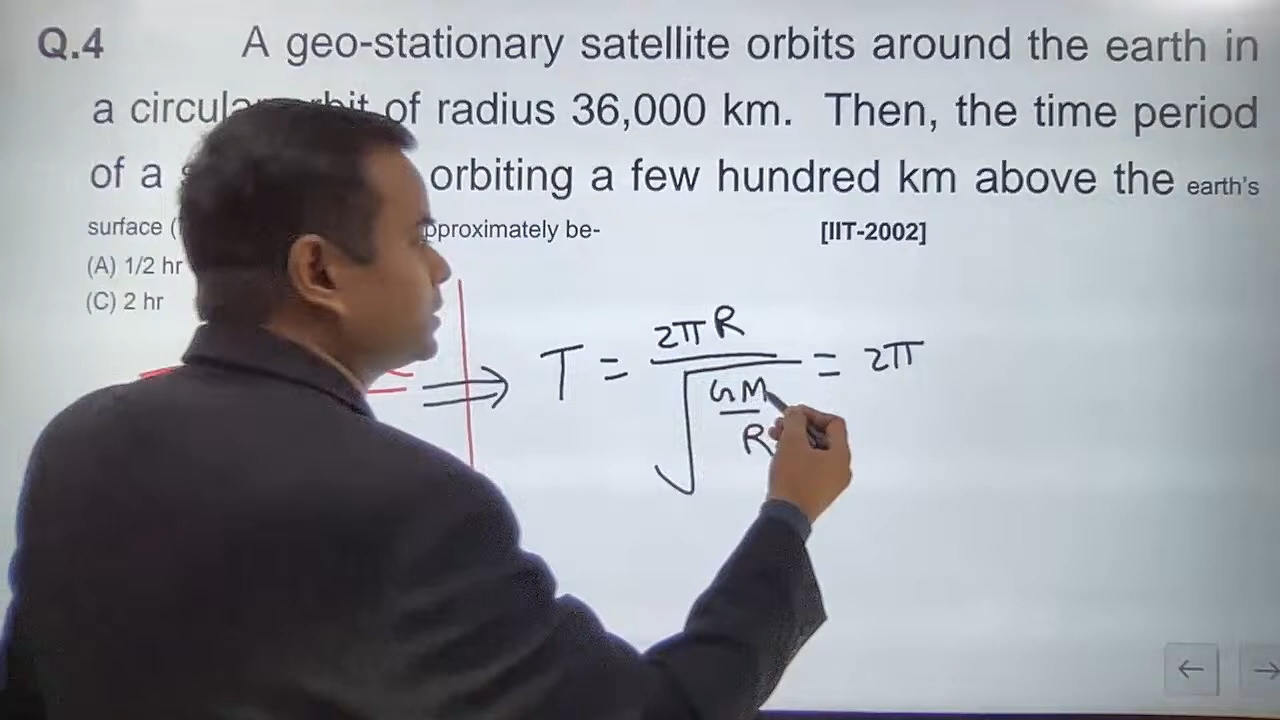 Q.4 A geo-stationary satellite orbits around the earth in
a circular orbit of radius 36,000 km. Then, the time period
of a orbiting a few hundred km above the earth's
surface ( pproximately be- [IIT-2002]
(A) 1/2 hr
(C) 2 hr
T = 2πR / √(GM/R) = 2π